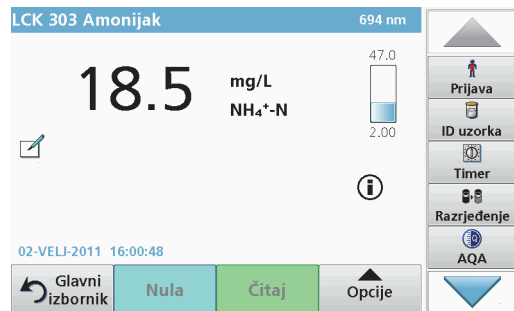 LCK 303 Amonijak
694 nm
18.5
mg/L
NH₄⁺-N
47.0
2.00
02-VELJ-2011 16:00:48
Glavni
izbornik
Nula
Čitaj
Opcije
Prijava
ID uzorka
Timer
Razrjeđenje
AQA